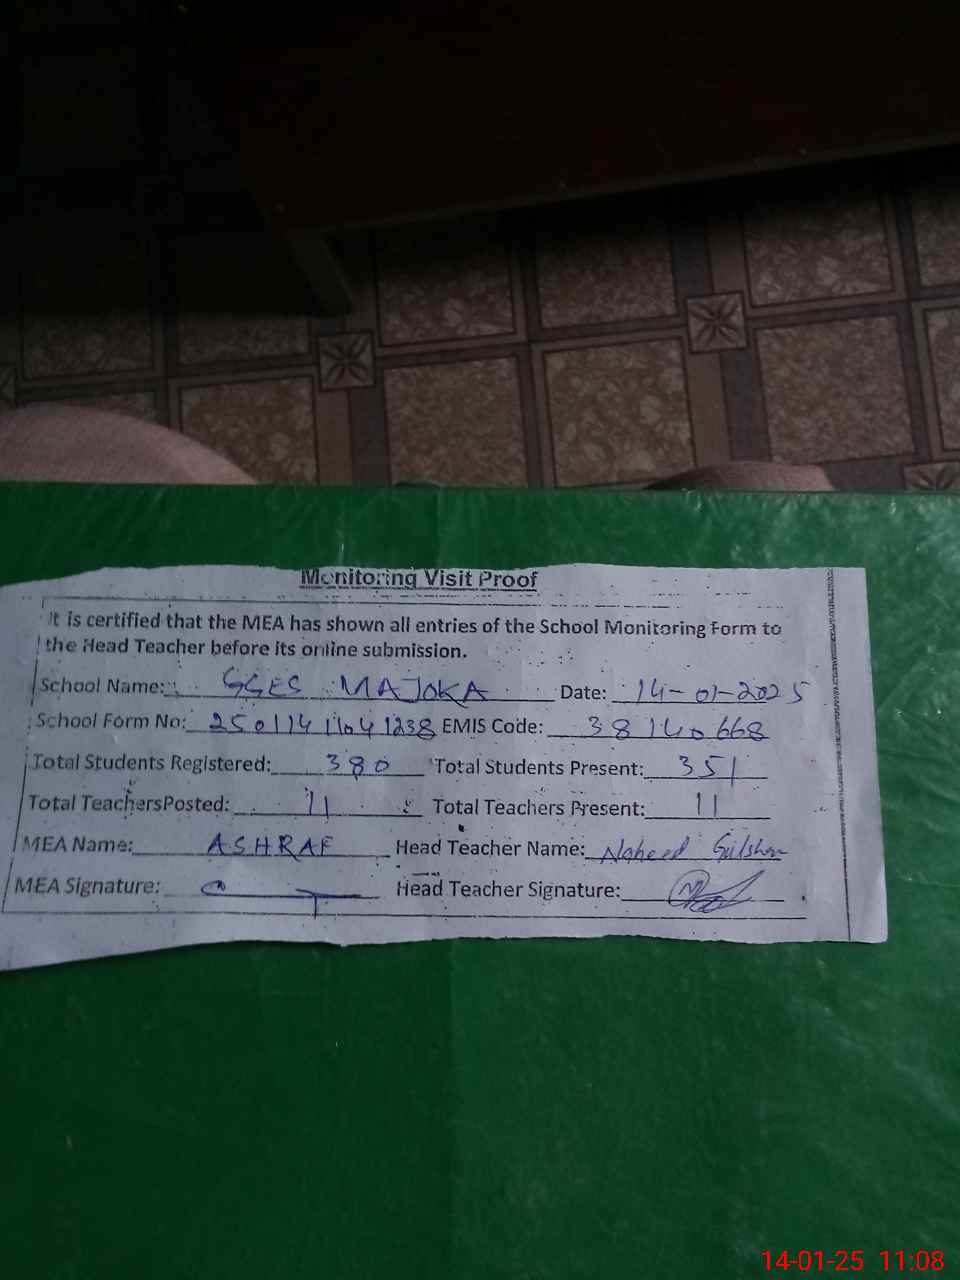 Monitoring Visit Proof
It is certified that the MEA has shown all entries of the School Monitoring Form to
the Head Teacher before its online submission.
School Name: GGES MAJOKA Date: 14-01-2025
School Form No: 25011411041238 EMIS Code: 38140668
Total Students Registered: 380 Total Students Present: 351
Total TeachersPosted: 11 Total Teachers Present: 11
MEA Name: ASHRAF Head Teacher Name: Naheed Gulshan
MEA Signature: Head Teacher Signature:
14-01-25 11:08